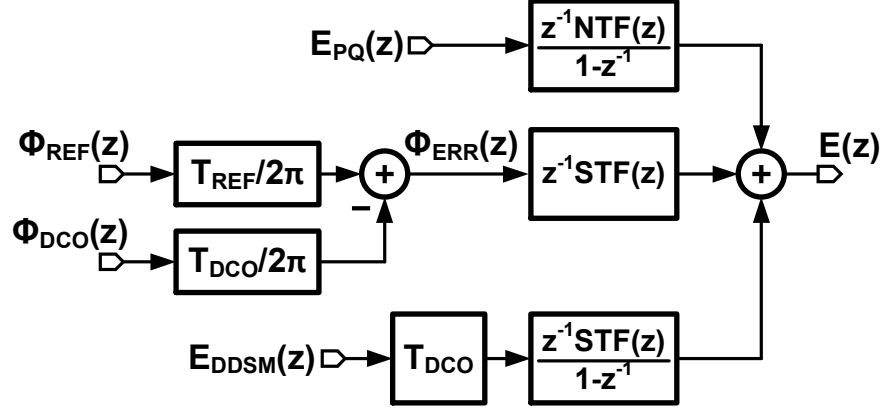 E_PQ(z)
z⁻¹NTF(z)
1-z⁻¹
Φ_REF(z)
T_REF/2π
Φ_ERR(z)
z⁻¹STF(z)
E(z)
+
+
−
Φ_DCO(z)
T_DCO/2π
E_DDSM(z)
T_DCO
z⁻¹STF(z)
1-z⁻¹